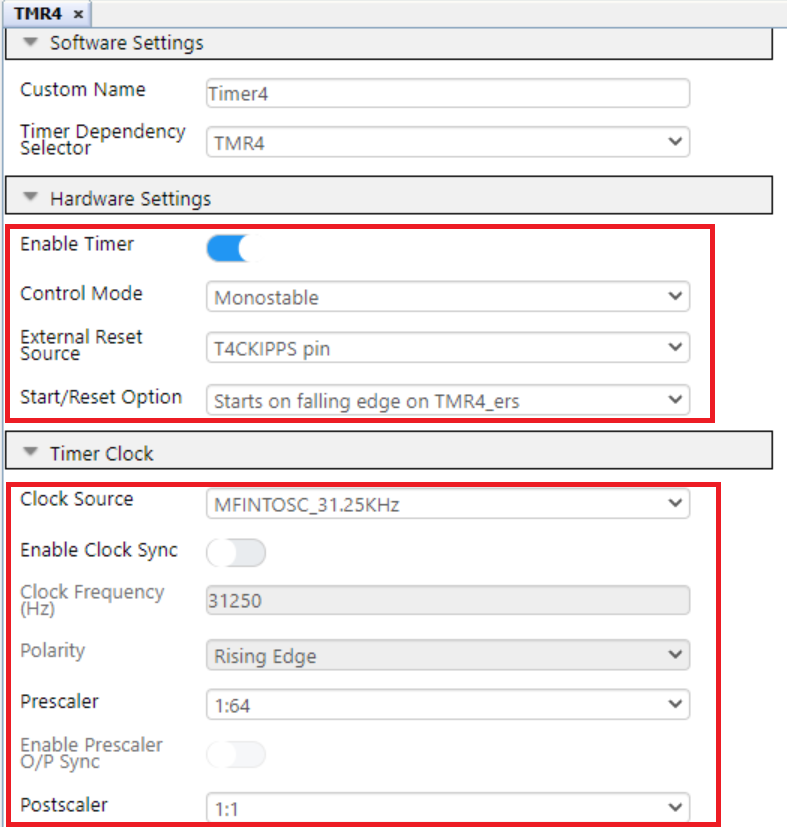 TMR4 ×
Software Settings
Custom Name
Timer4
Timer Dependency
Selector
TMR4
Hardware Settings
Enable Timer
Control Mode
Monostable
External Reset
Source
T4CKIPPS pin
Start/Reset Option
Starts on falling edge on TMR4_ers
Timer Clock
Clock Source
MFINTOSC_31.25KHz
Enable Clock Sync
Clock Frequency
(Hz)
31250
Polarity
Rising Edge
Prescaler
1:64
Enable Prescaler
O/P Sync
Postscaler
1:1